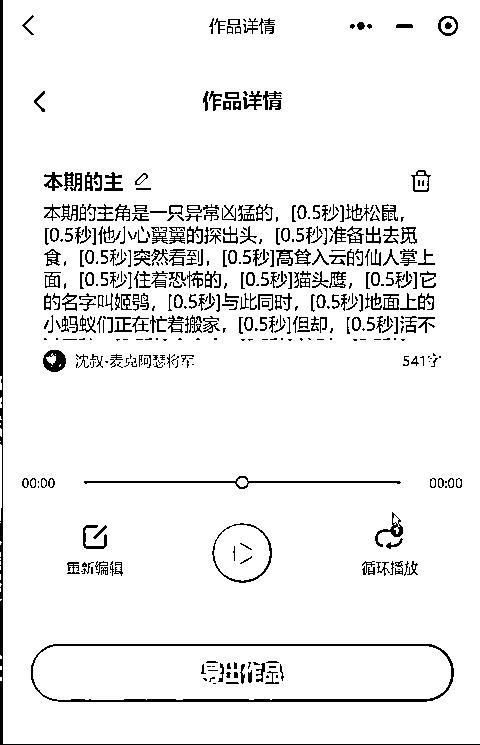 作品详情
作品详情
本期的主
本期的主角是一只异常凶猛的，[0.5秒]地松鼠，
[0.5秒]他小心翼翼的探出头，[0.5秒]准备出去觅
食，[0.5秒]突然看到，[0.5秒]高耸入云的仙人掌上
面，[0.5秒]住着恐怖的，[0.5秒]猫头鹰，[0.5秒]它
的名字叫姬鸮，[0.5秒]与此同时，[0.5秒]地面上的
小蚂蚁们正在忙着搬家，[0.5秒]但却，[0.5秒]活不
沈叔-麦克阿瑟将军 541字
00:00 00:00
重新编辑 循环播放
导出作品